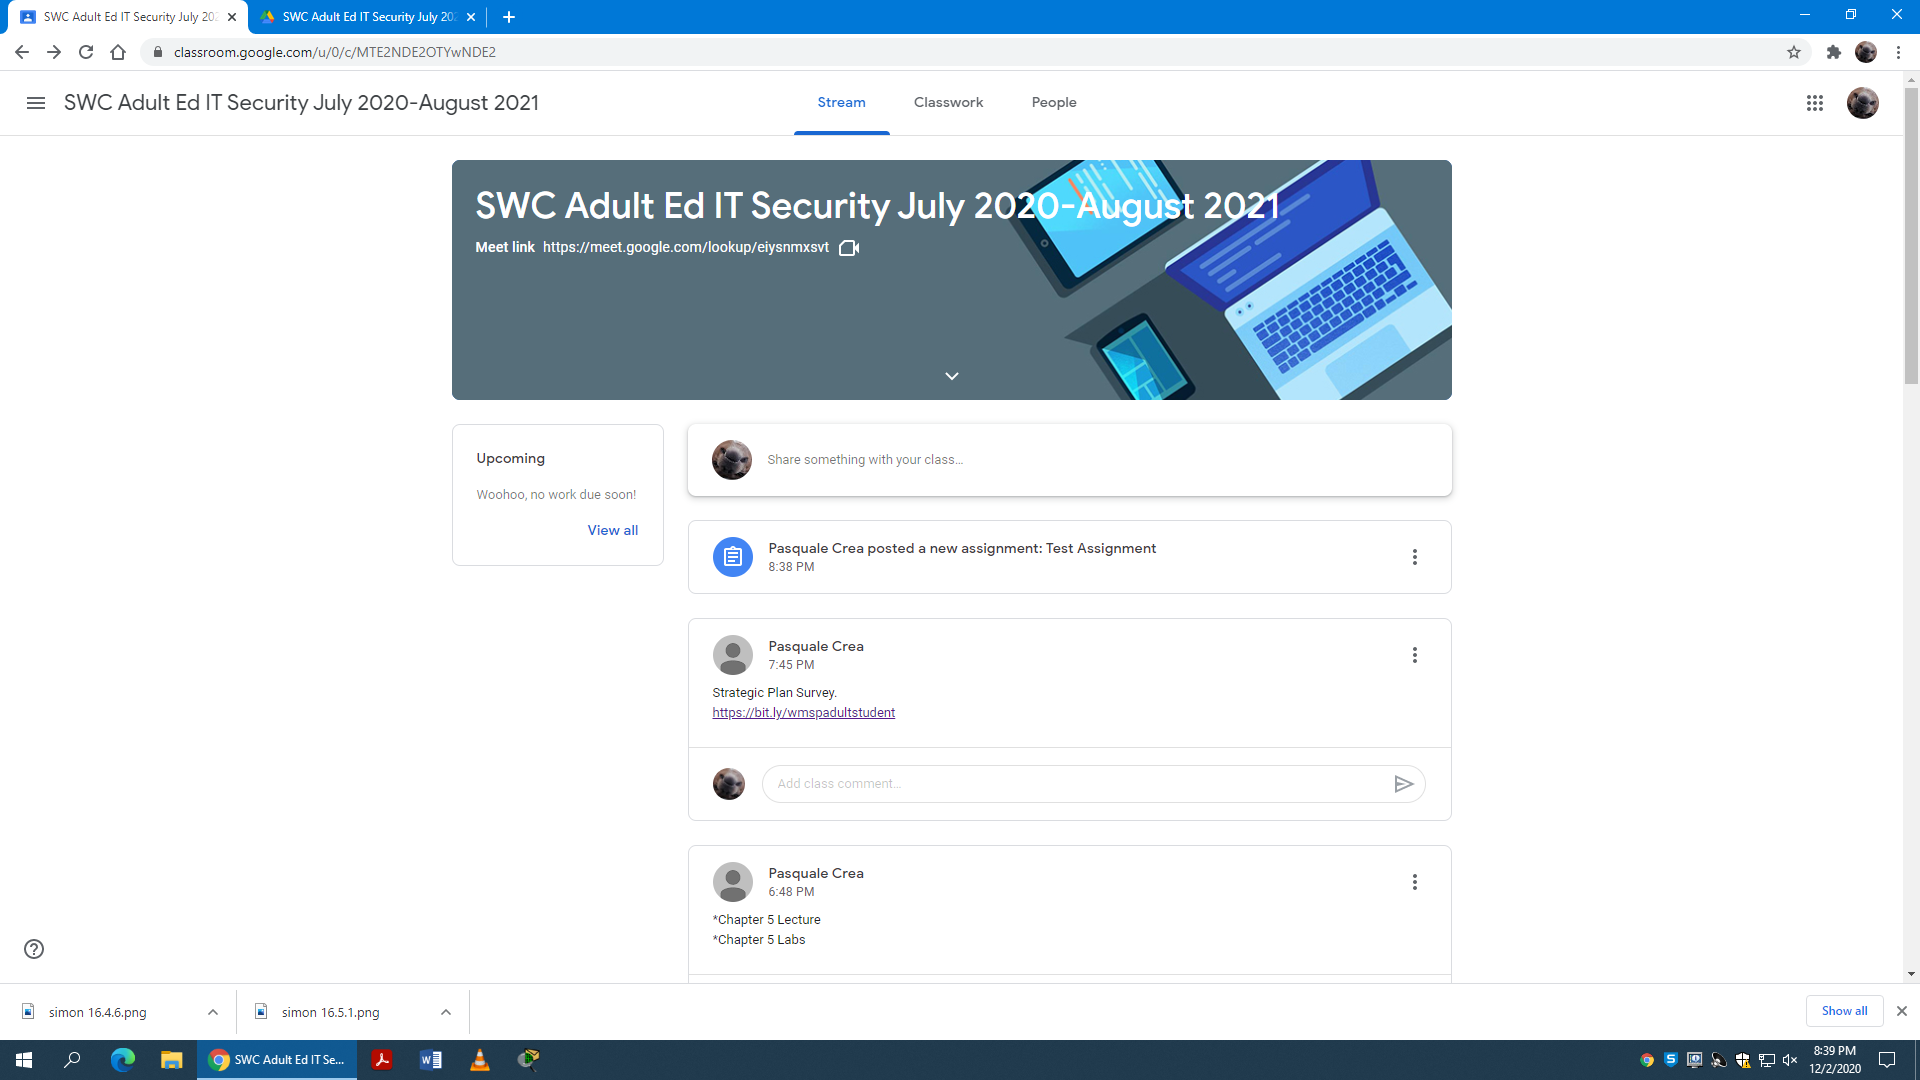 SWC Adult Ed IT Security July 202
SWC Adult Ed IT Security July 202
classroom.google.com/u/0/c/MTE2NDE2OTYwNDE2
SWC Adult Ed IT Security July 2020-August 2021
Stream
Classwork
People
SWC Adult Ed IT Security July 2020-August 2021
Meet link https://meet.google.com/lookup/eiysnmxsvt
Upcoming
Woohoo, no work due soon!
View all
Share something with your class...
Pasquale Crea posted a new assignment: Test Assignment
8:38 PM
Pasquale Crea
7:45 PM
Strategic Plan Survey.
https://bit.ly/wmspadultstudent
Add class comment...
Pasquale Crea
6:48 PM
*Chapter 5 Lecture
*Chapter 5 Labs
simon 16.4.6.png
simon 16.5.1.png
Show all
SWC Adult Ed IT Se...
8:39 PM
12/2/2020